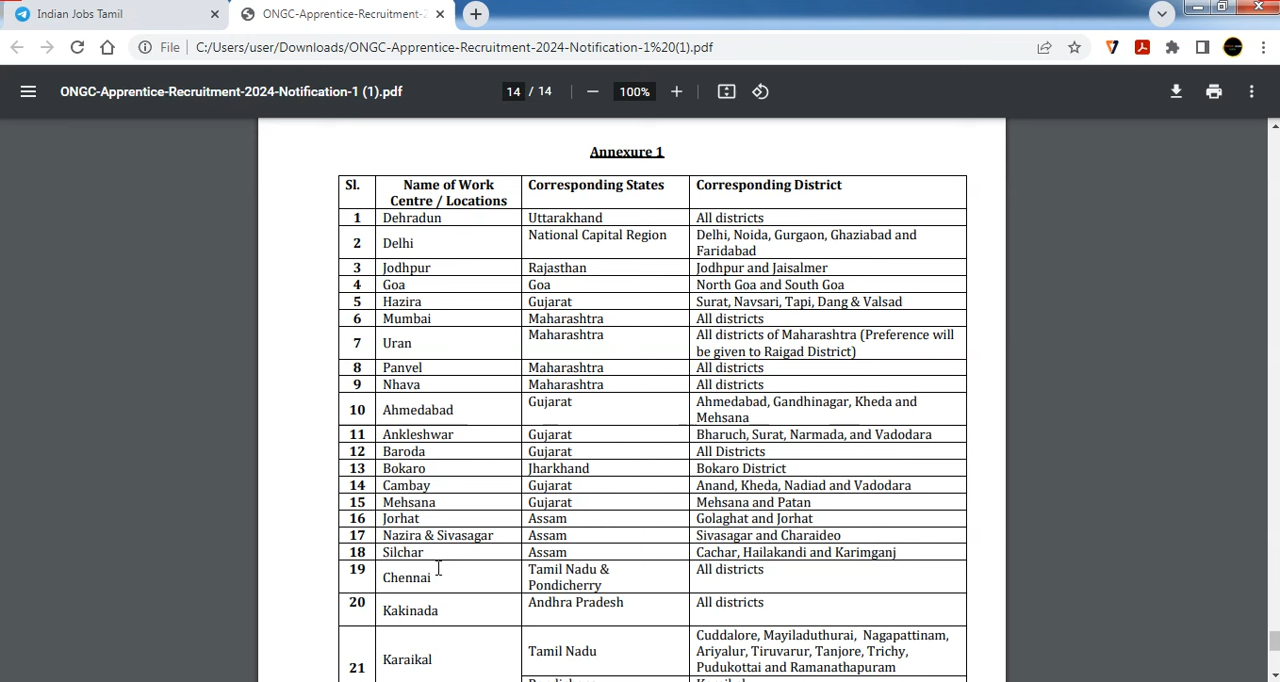 Indian Jobs Tamil
ONGC-Apprentice-Recruitment-2
File
C:/Users/user/Downloads/ONGC-Apprentice-Recruitment-2024-Notification-1%20(1).pdf
ONGC-Apprentice-Recruitment-2024-Notification-1 (1).pdf
14 / 14
100%
Annexure 1
Sl. Name of Work Corresponding States Corresponding District
Centre / Locations
1 Dehradun Uttarakhand All districts
2 Delhi National Capital Region Delhi, Noida, Gurgaon, Ghaziabad and
Faridabad
3 Jodhpur Rajasthan Jodhpur and Jaisalmer
4 Goa Goa North Goa and South Goa
5 Hazira Gujarat Surat, Navsari, Tapi, Dang & Valsad
6 Mumbai Maharashtra All districts
7 Uran Maharashtra All districts of Maharashtra (Preference will
be given to Raigad District)
8 Panvel Maharashtra All districts
9 Nhava Maharashtra All districts
10 Ahmedabad Gujarat Ahmedabad, Gandhinagar, Kheda and
Mehsana
11 Ankleshwar Gujarat Bharuch, Surat, Narmada, and Vadodara
12 Baroda Gujarat All Districts
13 Bokaro Jharkhand Bokaro District
14 Cambay Gujarat Anand, Kheda, Nadiad and Vadodara
15 Mehsana Gujarat Mehsana and Patan
16 Jorhat Assam Golaghat and Jorhat
17 Nazira & Sivasagar Assam Sivasagar and Charaideo
18 Silchar Assam Cachar, Hailakandi and Karimganj
19 Chennai Tamil Nadu & All districts
Pondicherry
20 Kakinada Andhra Pradesh All districts
21 Karaikal Tamil Nadu Cuddalore, Mayiladuthurai, Nagapattinam,
Ariyalur, Tiruvarur, Tanjore, Trichy,
Pudukottai and Ramanathapuram